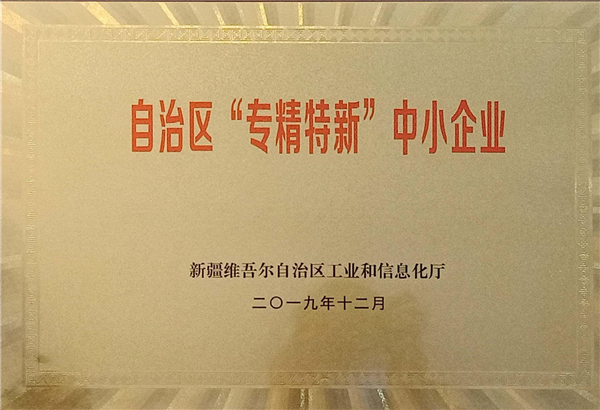 自治区“专精特新”中小企业
新疆维吾尔自治区工业和信息化厅
二〇一九年十二月